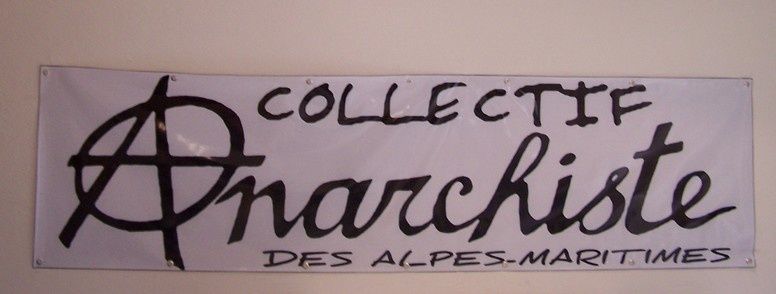 COLLECTIF
Anarchiste
DES ALPES-MARITIMES